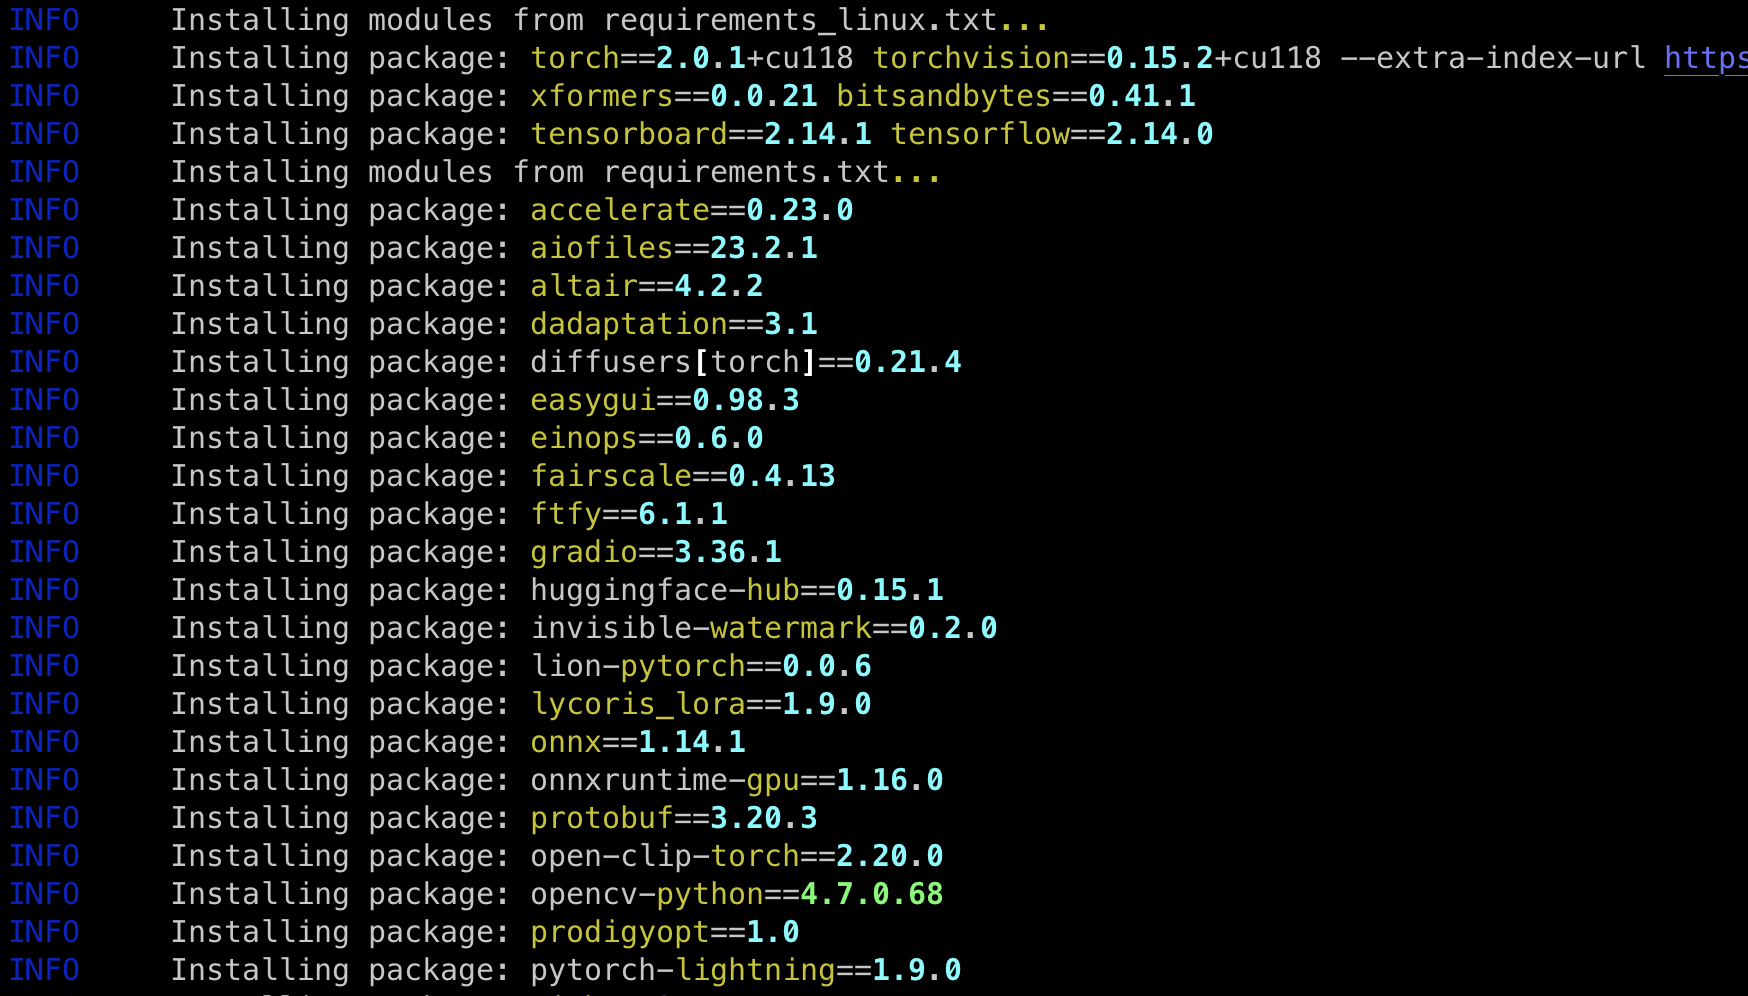 INFO Installing modules from requirements_linux.txt...
INFO Installing package: torch==2.0.1+cu118 torchvision==0.15.2+cu118 --extra-index-url https
INFO Installing package: xformers==0.0.21 bitsandbytes==0.41.1
INFO Installing package: tensorboard==2.14.1 tensorflow==2.14.0
INFO Installing modules from requirements.txt...
INFO Installing package: accelerate==0.23.0
INFO Installing package: aiofiles==23.2.1
INFO Installing package: altair==4.2.2
INFO Installing package: dadaptation==3.1
INFO Installing package: diffusers[torch]==0.21.4
INFO Installing package: easygui==0.98.3
INFO Installing package: einops==0.6.0
INFO Installing package: fairscale==0.4.13
INFO Installing package: ftfy==6.1.1
INFO Installing package: gradio==3.36.1
INFO Installing package: huggingface-hub==0.15.1
INFO Installing package: invisible-watermark==0.2.0
INFO Installing package: lion-pytorch==0.0.6
INFO Installing package: lycoris_lora==1.9.0
INFO Installing package: onnx==1.14.1
INFO Installing package: onnxruntime-gpu==1.16.0
INFO Installing package: protobuf==3.20.3
INFO Installing package: open-clip-torch==2.20.0
INFO Installing package: opencv-python==4.7.0.68
INFO Installing package: prodigyopt==1.0
INFO Installing package: pytorch-lightning==1.9.0